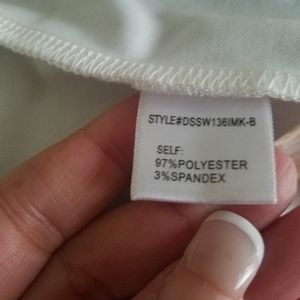 STYLE#DSSW136IMK-B
SELF:
97%POLYESTER
3%SPANDEX